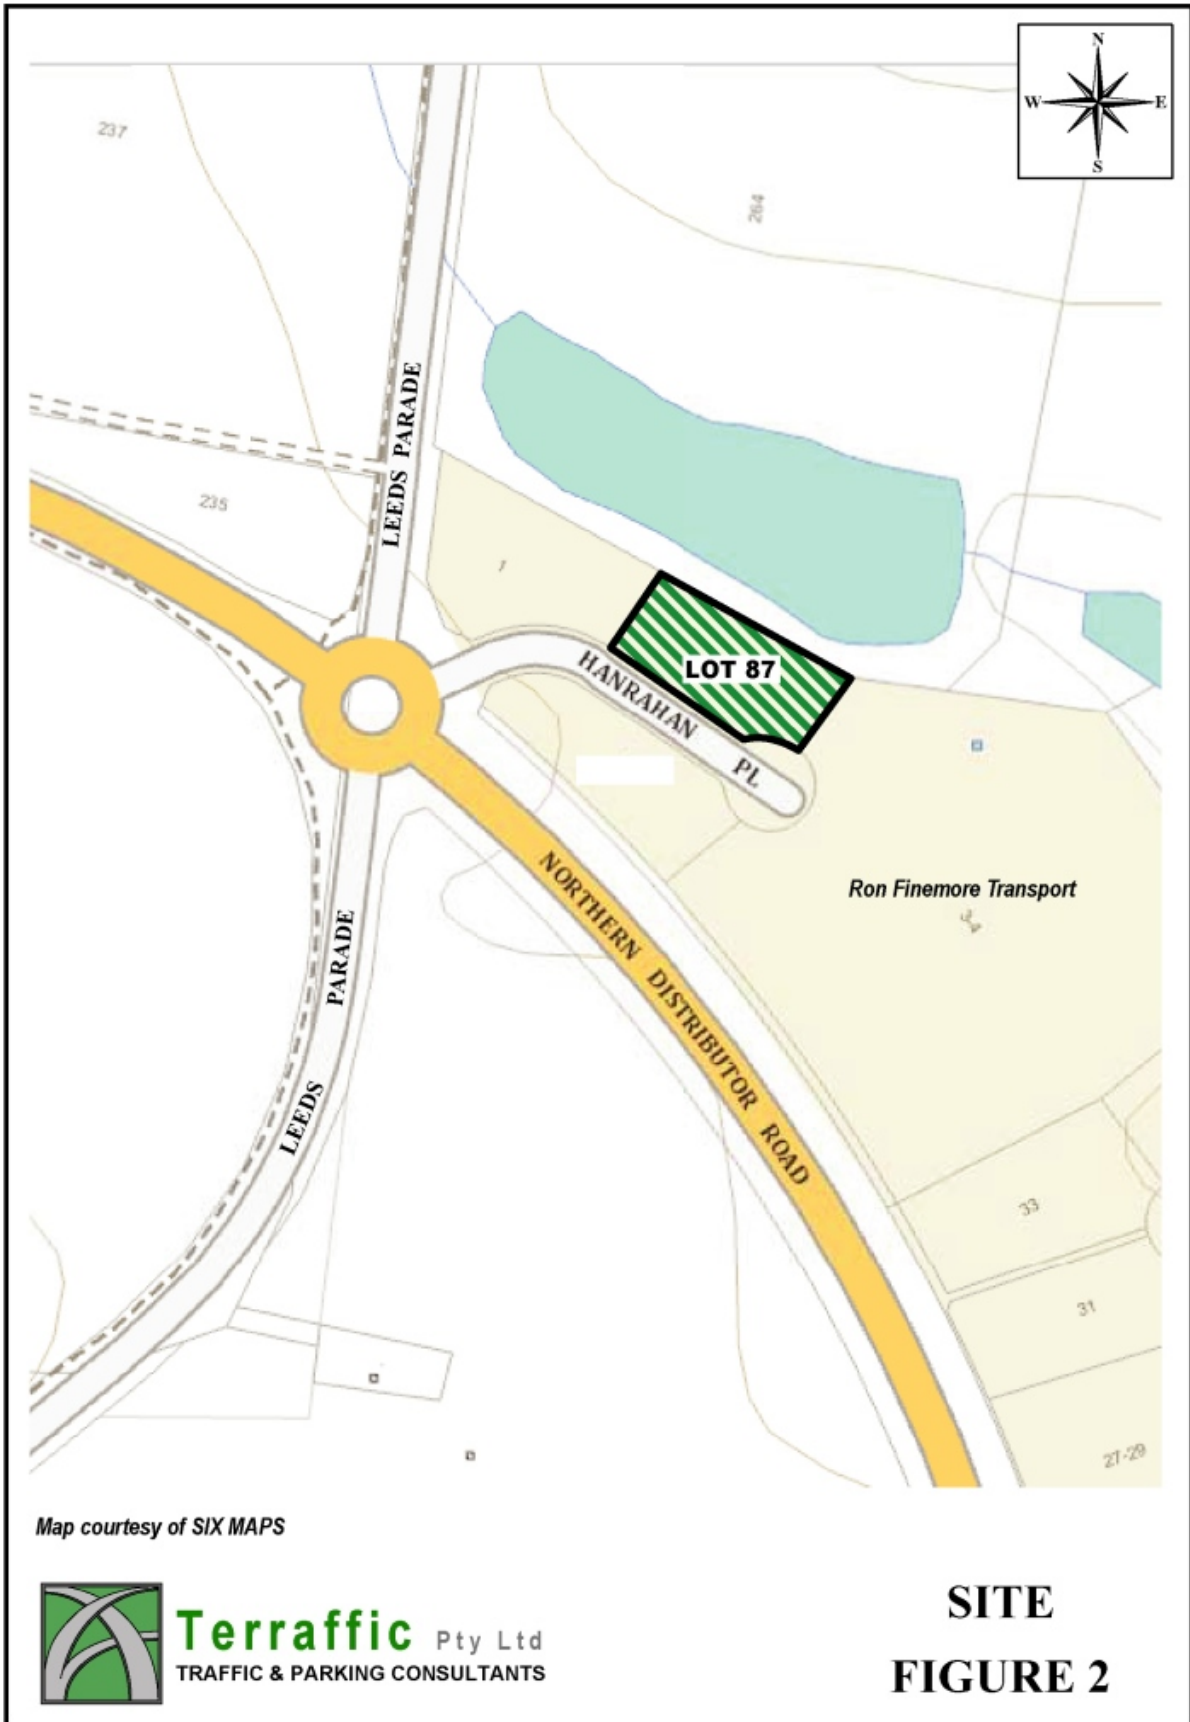 N
W E
S
237
264
LEEDS PARADE
235
1
LOT 87
HANRAHAN PL
Ron Finemore Transport
NORTHERN DISTRIBUTOR ROAD
LEEDS PARADE
33
31
27-29
Map courtesy of SIX MAPS
Terraffic Pty Ltd
TRAFFIC & PARKING CONSULTANTS
SITE
FIGURE 2